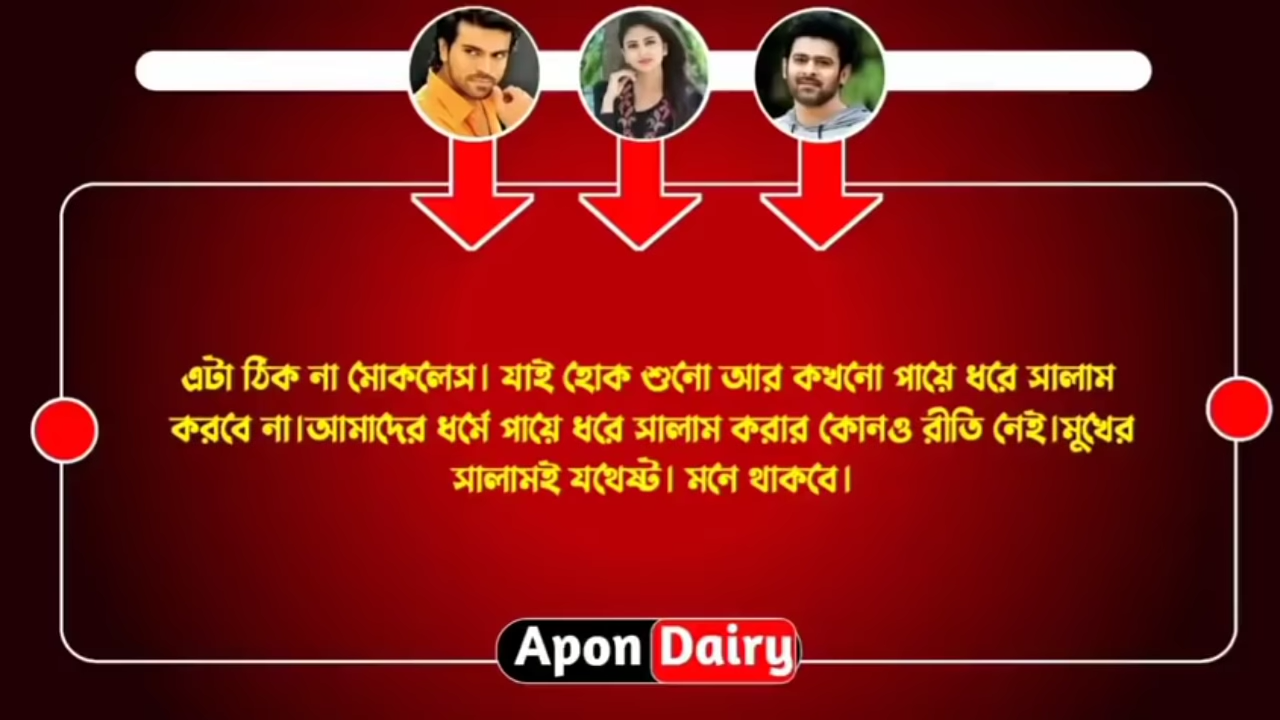 এটা ঠিক না মোকলেস। যাই হোক শুনো আর কখনো পায়ে ধরে সালাম
করবে না।আমাদের ধর্মে পায়ে ধরে সালাম করার কোনও রীতি নেই।মুখের
সালামই যথেষ্ট। মনে থাকবে।
Apon Dairy